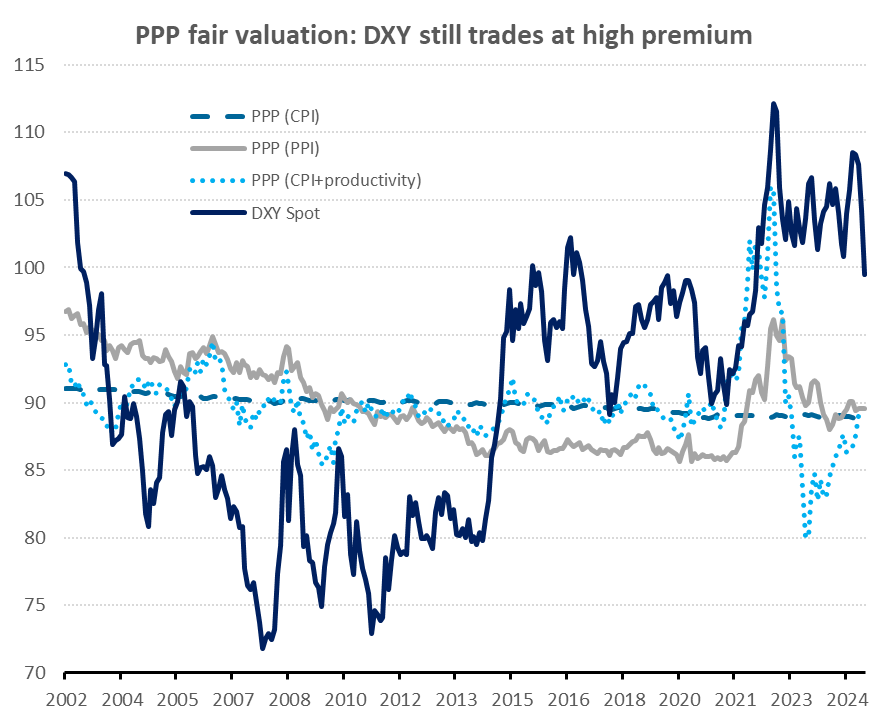 PPP fair valuation: DXY still trades at high premium
115
110
105
100
95
90
85
80
75
70
PPP (CPI)
PPP (PPI)
PPP (CPI+productivity)
DXY Spot
2002 2004 2005 2007 2008 2010 2012 2013 2015 2016 2018 2020 2021 2023 2024